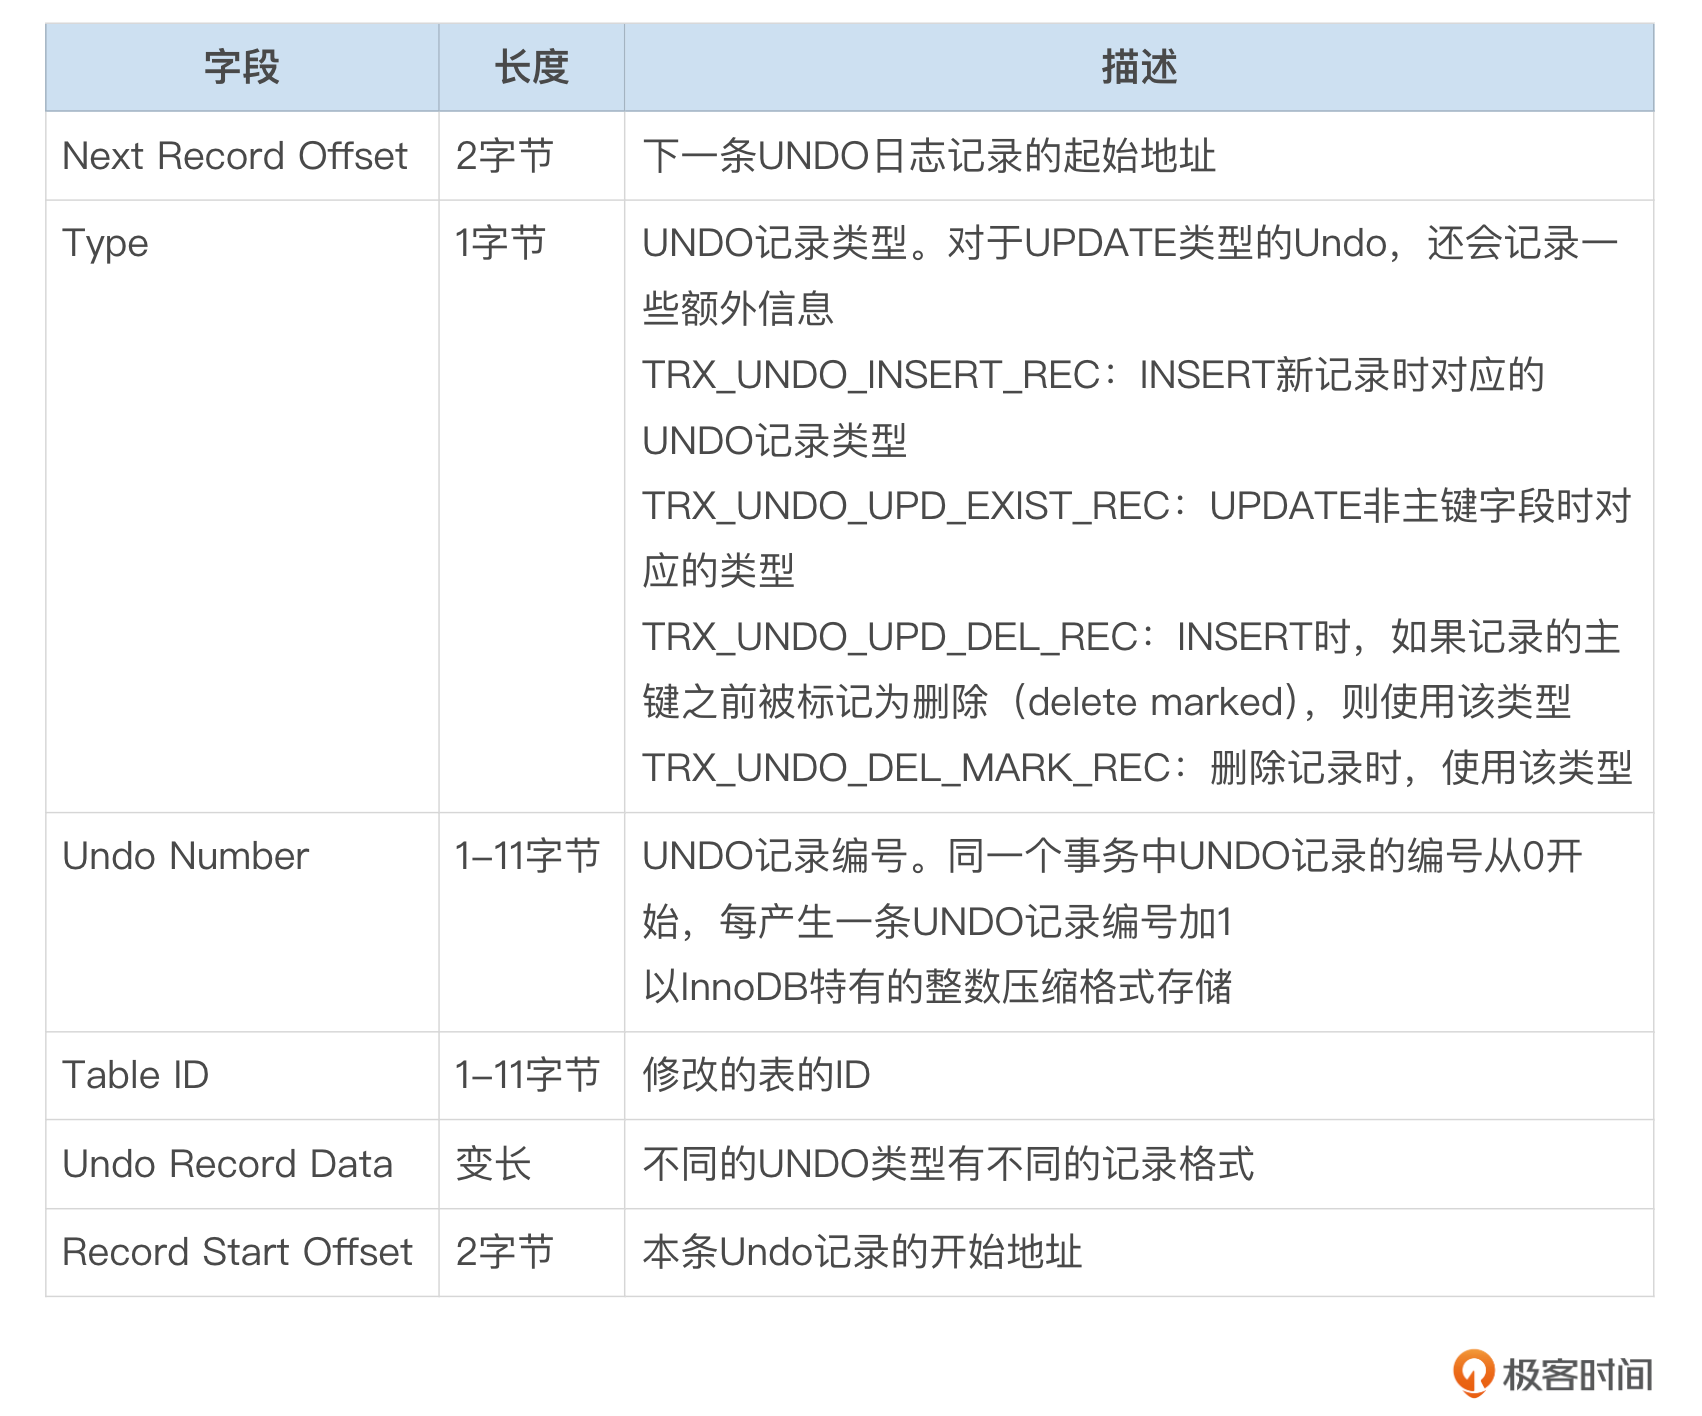 字段 长度 描述
Next Record Offset 2字节 下一条UNDO日志记录的起始地址
Type 1字节 UNDO记录类型。对于UPDATE类型的Undo，还会记录一
些额外信息
TRX_UNDO_INSERT_REC：INSERT新记录时对应的
UNDO记录类型
TRX_UNDO_UPD_EXIST_REC：UPDATE非主键字段时对
应的类型
TRX_UNDO_UPD_DEL_REC：INSERT时，如果记录的主
键之前被标记为删除（delete marked），则使用该类型
TRX_UNDO_DEL_MARK_REC：删除记录时，使用该类型
Undo Number 1–11字节 UNDO记录编号。同一个事务中UNDO记录的编号从0开
始，每产生一条UNDO记录编号加1
以InnoDB特有的整数压缩格式存储
Table ID 1–11字节 修改的表的ID
Undo Record Data 变长 不同的UNDO类型有不同的记录格式
Record Start Offset 2字节 本条Undo记录的开始地址
极客时间